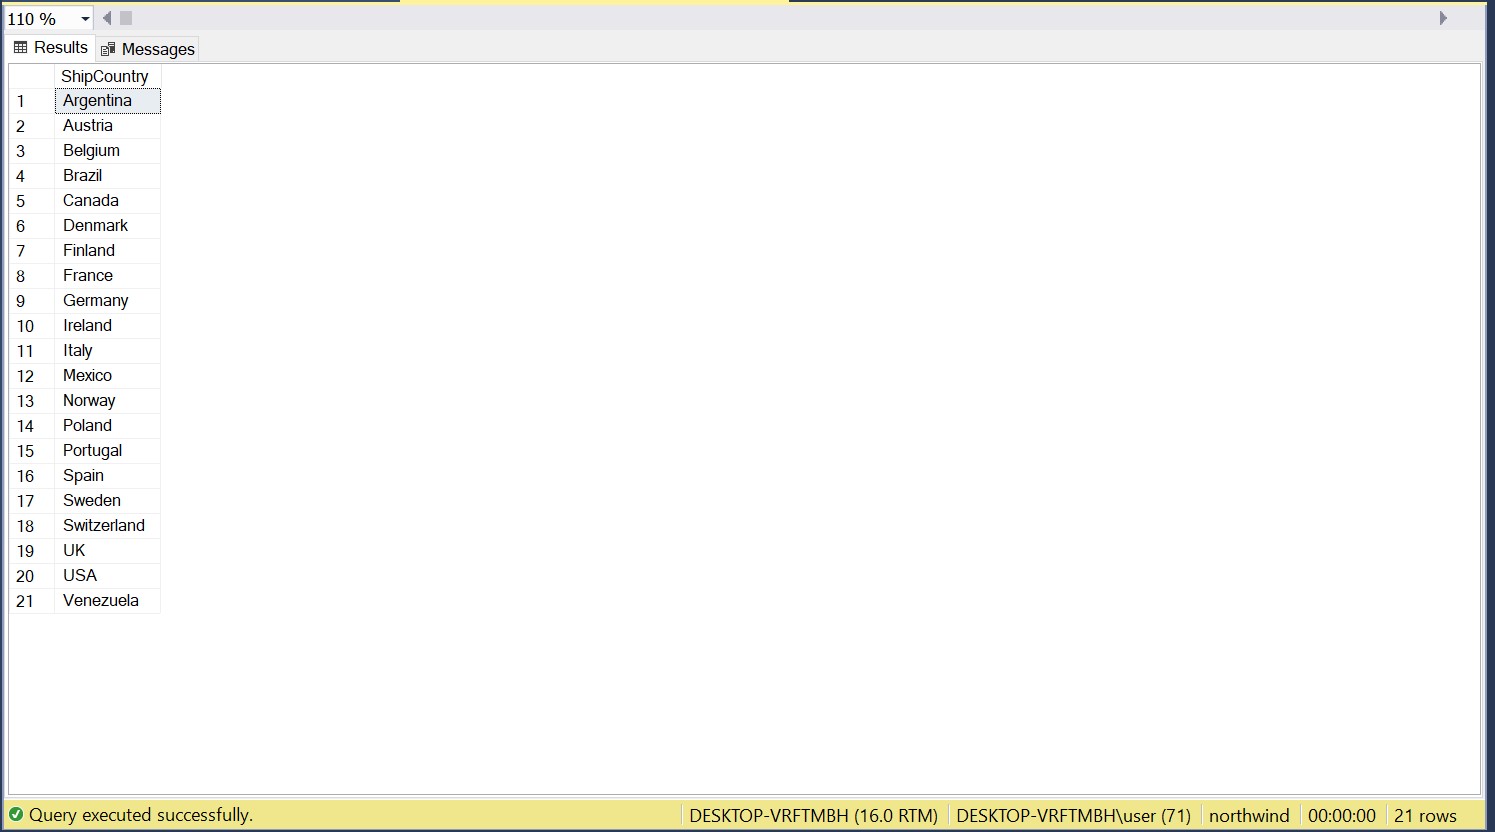 110 %
Results Messages
ShipCountry
1 Argentina
2 Austria
3 Belgium
4 Brazil
5 Canada
6 Denmark
7 Finland
8 France
9 Germany
10 Ireland
11 Italy
12 Mexico
13 Norway
14 Poland
15 Portugal
16 Spain
17 Sweden
18 Switzerland
19 UK
20 USA
21 Venezuela
Query executed successfully. DESKTOP-VRFTMBH (16.0 RTM) DESKTOP-VRFTMBH\user (71) northwind 00:00:00 21 rows